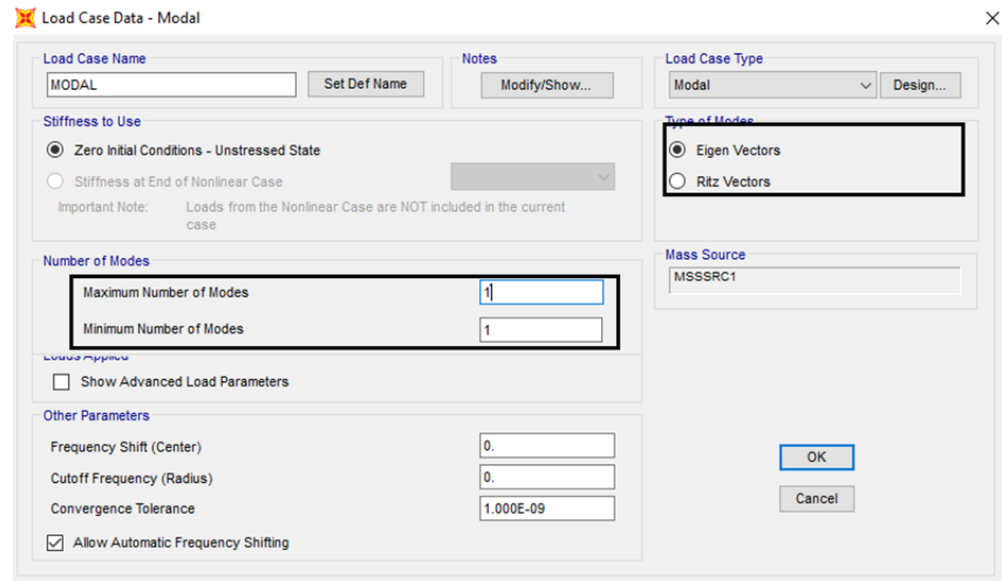 Load Case Data - Modal
Load Case Name
MODAL
Set Def Name
Notes
Modify/Show...
Load Case Type
Modal
Design...
Stiffness to Use
Zero Initial Conditions - Unstressed State
Stiffness at End of Nonlinear Case
Important Note: Loads from the Nonlinear Case are NOT included in the current
case
Type of Modes
Eigen Vectors
Ritz Vectors
Number of Modes
Maximum Number of Modes 1
Minimum Number of Modes 1
Mass Source
MSSSRC1
Loads Applied
Show Advanced Load Parameters
Other Parameters
Frequency Shift (Center) 0.
Cutoff Frequency (Radius) 0.
Convergence Tolerance 1.000E-09
Allow Automatic Frequency Shifting
OK
Cancel